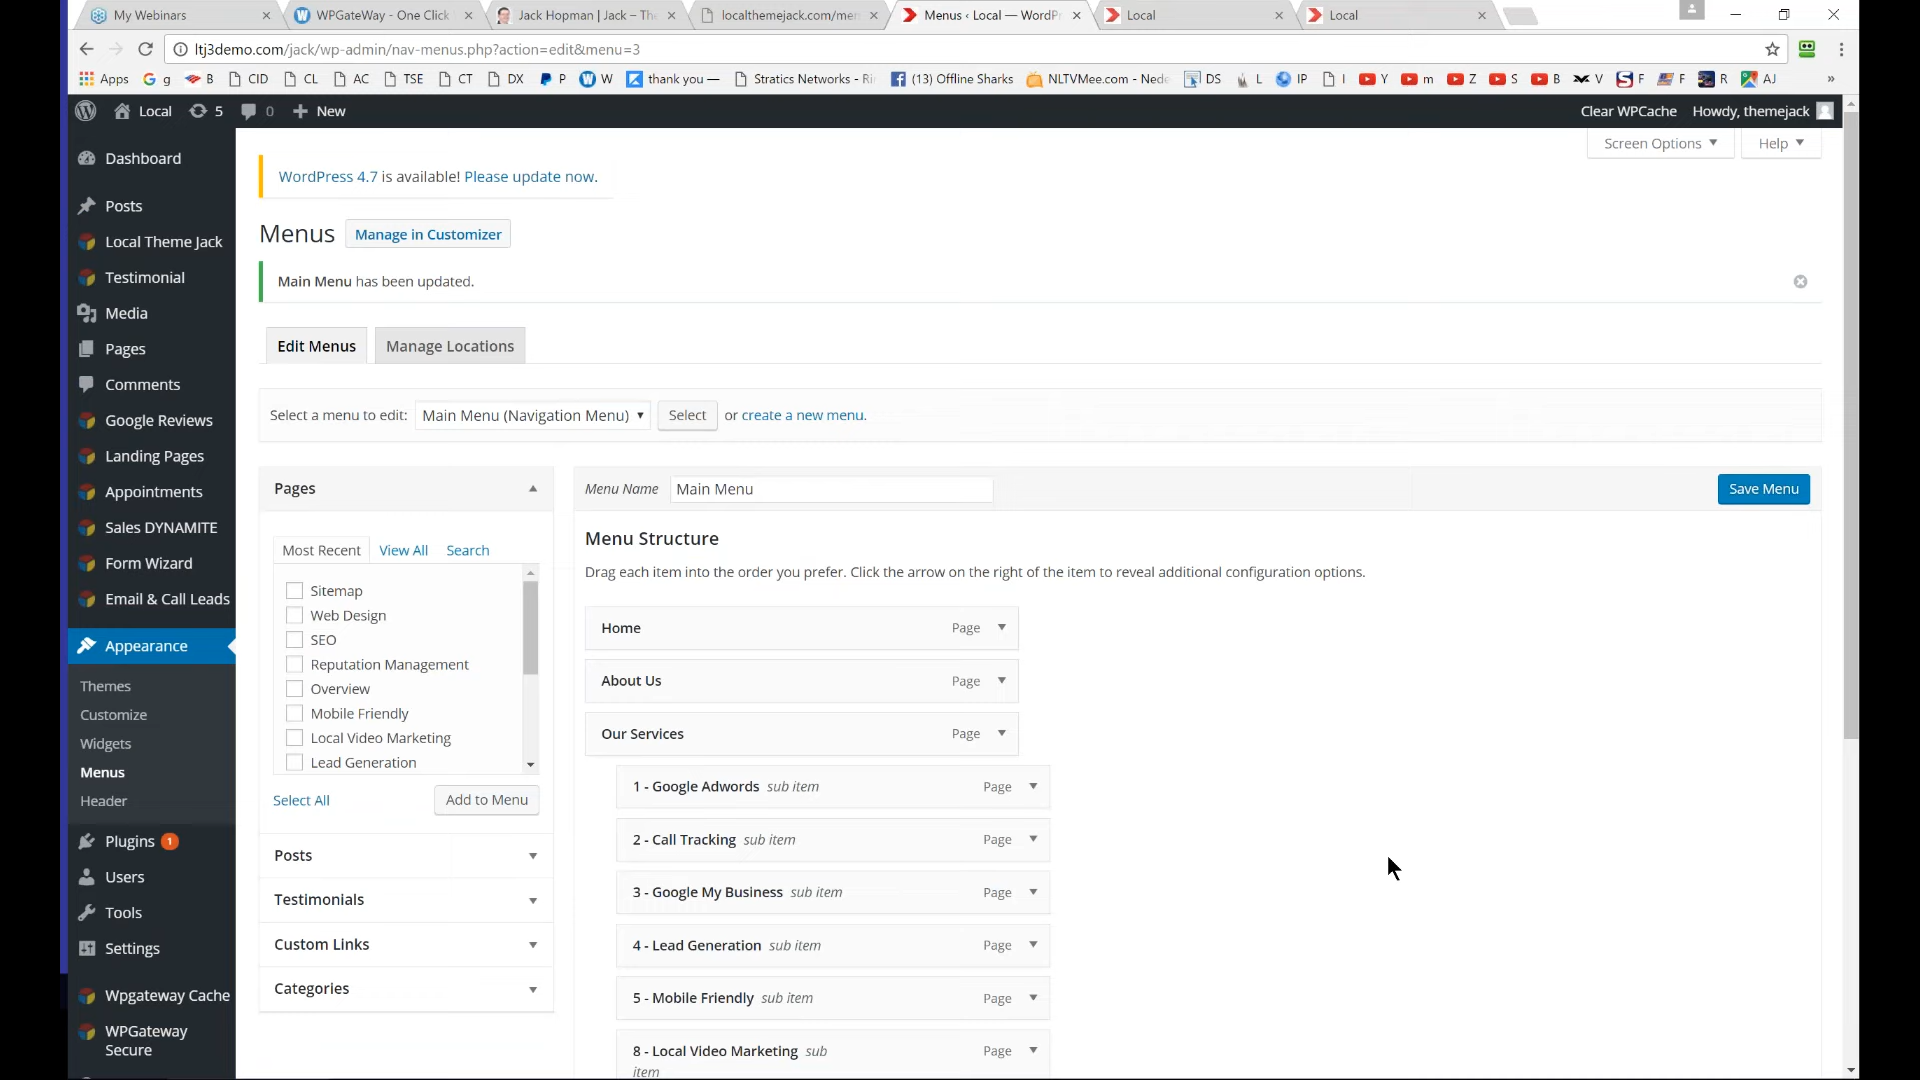 My Webinars
WPGateWay - One Click
Jack Hopman | Jack – The
localthemejack.com/mem
Menus ‹ Local — WordPr
Local
Local
ltj3demo.com/jack/wp-admin/nav-menus.php?action=edit&menu=3
Apps g B CID CL AC TSE CT DX P W thank you — Stratics Networks - Rin (13) Offline Sharks NLTVMee.com - Nede DS L IP I Y m Z S B V F F R AJ »
Local 5 0 New Clear WPCache Howdy, themejack
Screen Options Help
Dashboard
Posts
Local Theme Jack
Testimonial
Media
Pages
Comments
Google Reviews
Landing Pages
Appointments
Sales DYNAMITE
Form Wizard
Email & Call Leads
Appearance
Themes
Customize
Widgets
Menus
Header
Plugins 1
Users
Tools
Settings
Wpgateway Cache
WPGateway
Secure
WordPress 4.7 is available! Please update now.
Menus Manage in Customizer
Main Menu has been updated.
Edit Menus Manage Locations
Select a menu to edit: Main Menu (Navigation Menu) Select or create a new menu.
Pages
Most Recent View All Search
Sitemap
Web Design
SEO
Reputation Management
Overview
Mobile Friendly
Local Video Marketing
Lead Generation
Select All Add to Menu
Posts
Testimonials
Custom Links
Categories
Menu Name Main Menu Save Menu
Menu Structure
Drag each item into the order you prefer. Click the arrow on the right of the item to reveal additional configuration options.
Home Page
About Us Page
Our Services Page
1 - Google Adwords sub item Page
2 - Call Tracking sub item Page
3 - Google My Business sub item Page
4 - Lead Generation sub item Page
5 - Mobile Friendly sub item Page
8 - Local Video Marketing sub Page
item